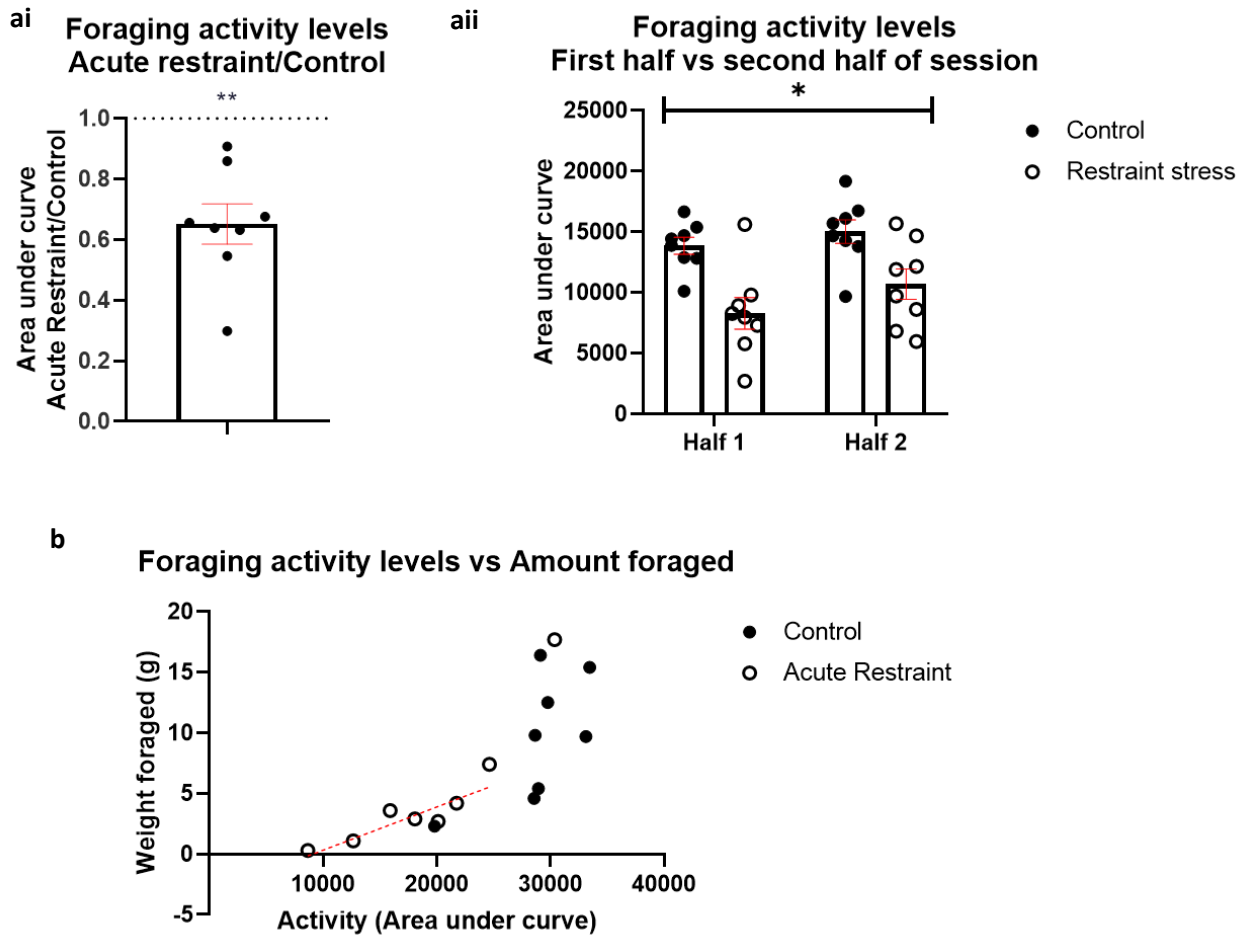 ai
Foraging activity levels
Acute restraint/Control
**
Area under curve
Acute Restraint/Control
1.0
0.8
0.6
0.4
0.2
0.0
aii
Foraging activity levels
First half vs second half of session
*
Area under curve
25000
20000
15000
10000
5000
0
Half 1
Half 2
Control
Restraint stress
b
Foraging activity levels vs Amount foraged
Weight foraged (g)
20
15
10
5
0
-5
10000
20000
30000
40000
Activity (Area under curve)
Control
Acute Restraint